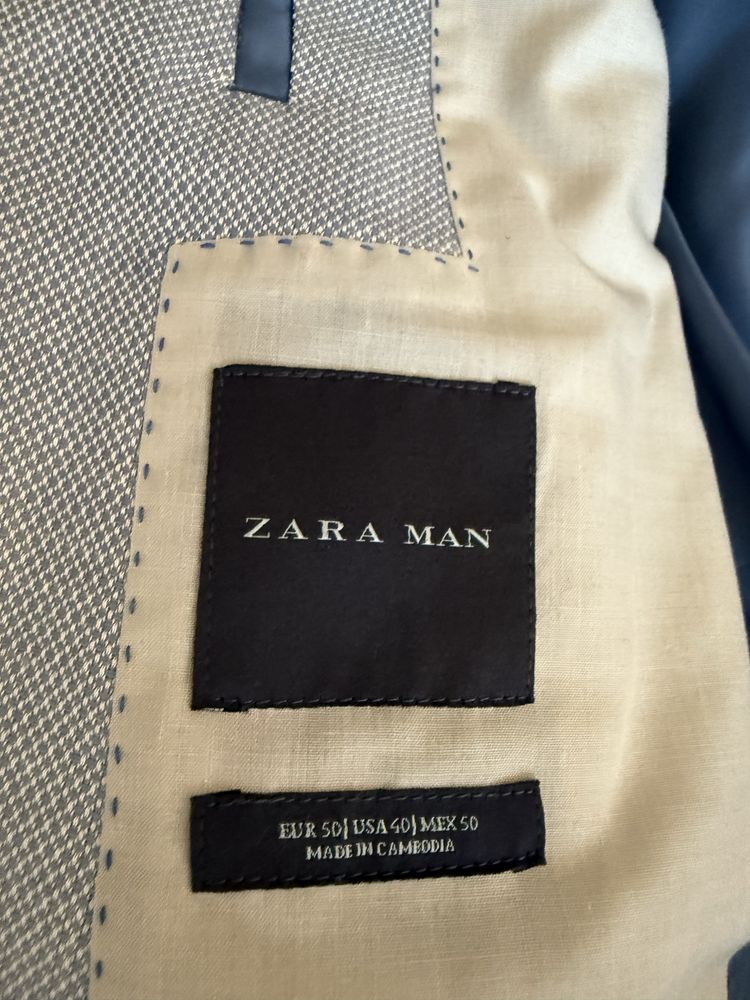 ZARA MAN
EUR 50| USA 40| MEX 50
MADE IN CAMBODIA